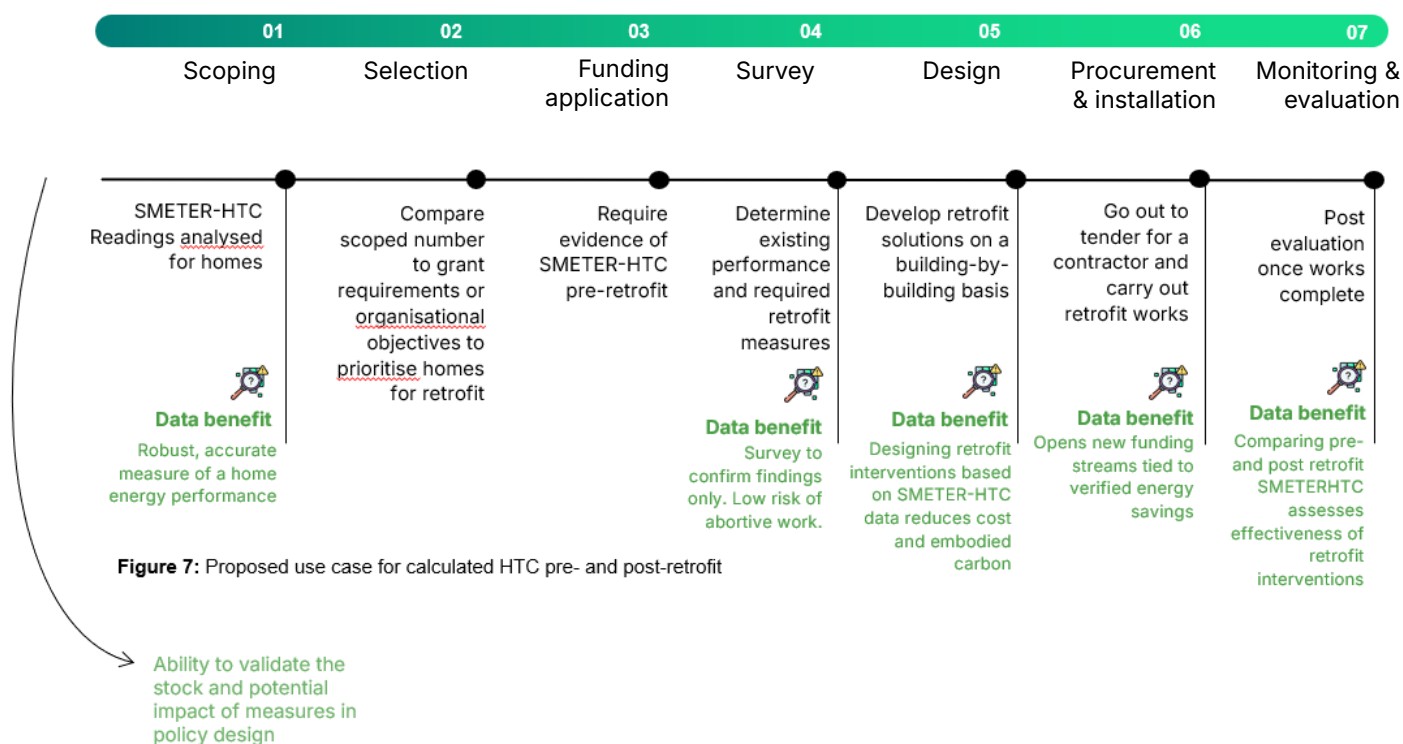 01
02
03
04
05
06
07
Scoping
Selection
Funding
application
Survey
Design
Procurement
& installation
Monitoring &
evaluation
SMETER-HTC
Readings analysed
for homes
Compare
scoped number
to grant
requirements or
organisational
objectives to
prioritise homes
for retrofit
Require
evidence of
SMETER-HTC
pre-retrofit
Determine
existing
performance
and required
retrofit
measures
Develop retrofit
solutions on a
building-by-
building basis
Go out to
tender for a
contractor and
carry out
retrofit works
Post
evaluation
once works
complete
Data benefit
Robust, accurate
measure of a home
energy performance
Data benefit
Survey to
confirm findings
only. Low risk of
abortive work.
Data benefit
Designing retrofit
interventions based
on SMETER-HTC
data reduces cost
and embodied
carbon
Data benefit
Opens new funding
streams tied to
verified energy
savings
Data benefit
Comparing pre-
and post retrofit
SMETERHTC
assesses
effectiveness of
retrofit
interventions
Figure 7: Proposed use case for calculated HTC pre- and post-retrofit
Ability to validate the
stock and potential
impact of measures in
policy design